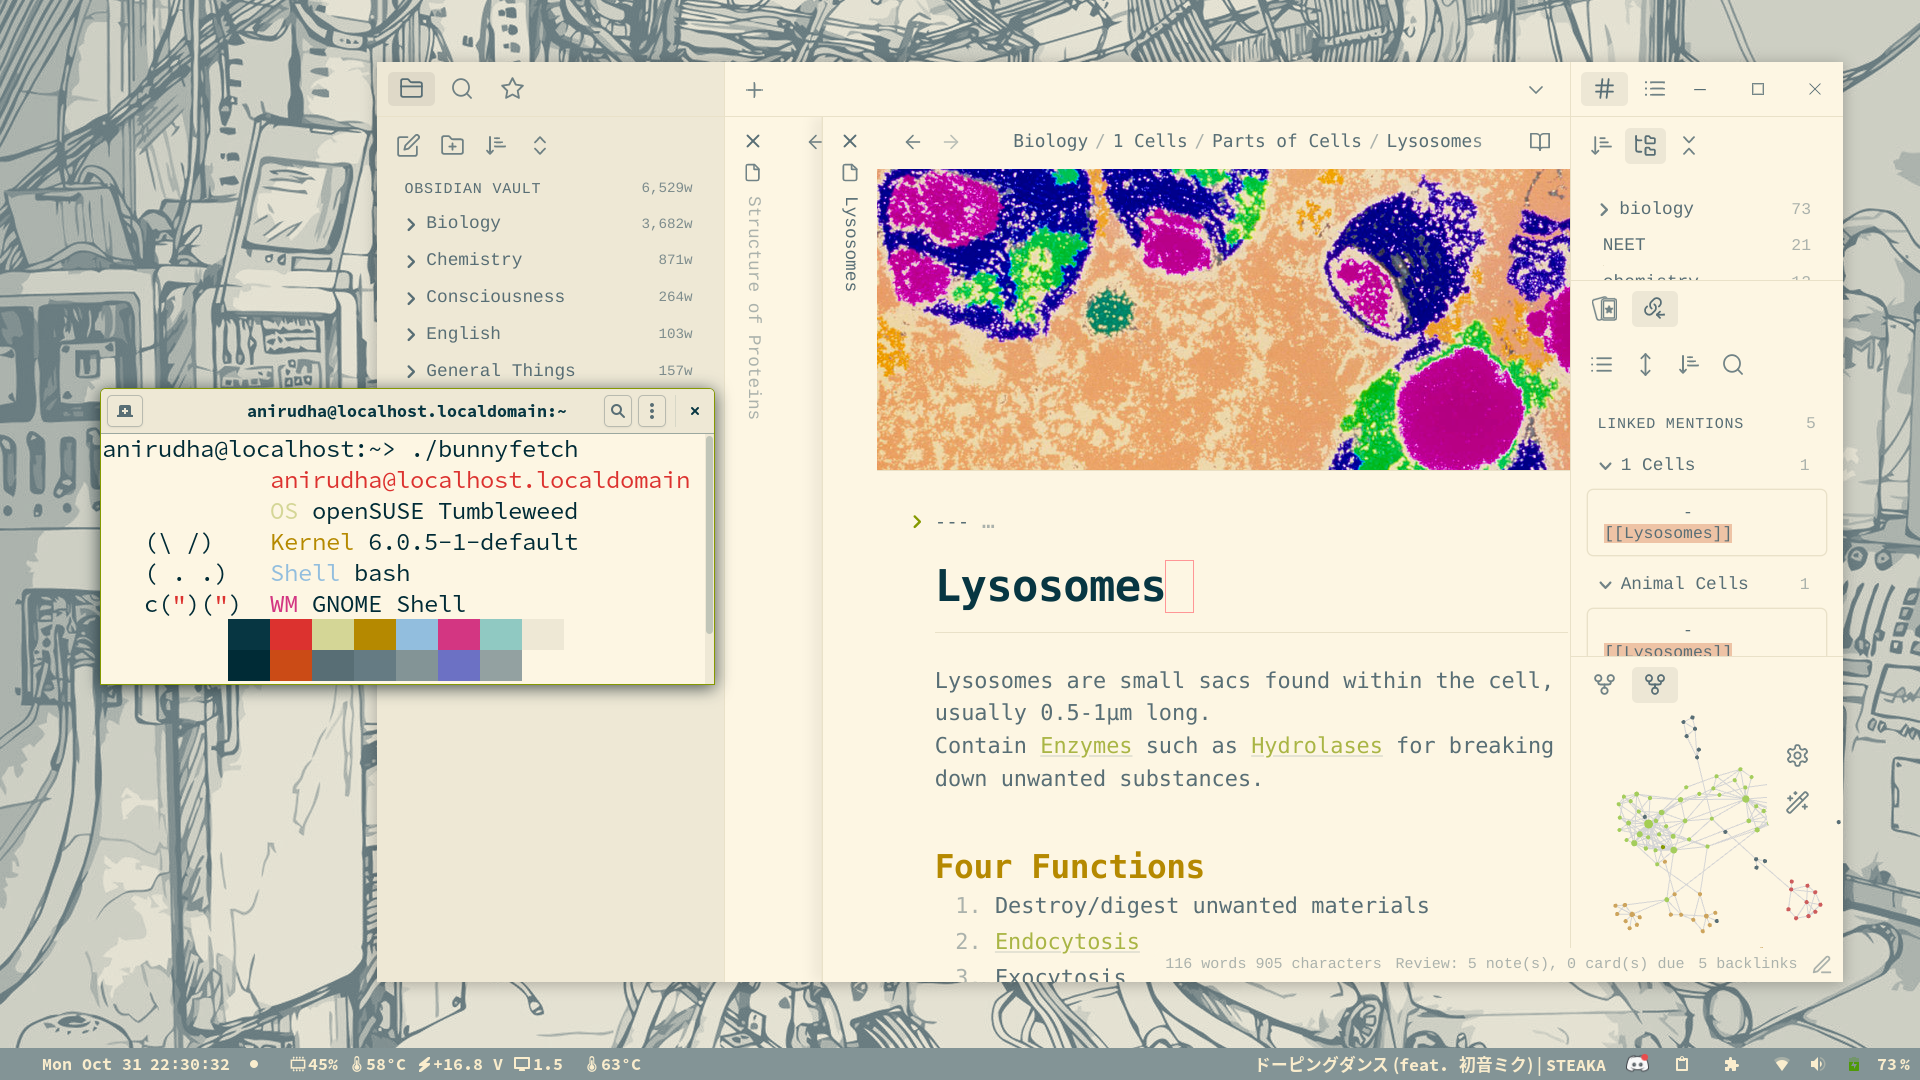 OBSIDIAN VAULT 6,529w
Biology 3,682w
Chemistry 871w
Consciousness 264w
English 103w
General Things 157w
anirudha@localhost.localdomain:~
anirudha@localhost:~> ./bunnyfetch
anirudha@localhost.localdomain
OS openSUSE Tumbleweed
(\ /) Kernel 6.0.5-1-default
( . .) Shell bash
c(")(") WM GNOME Shell
Structure of Proteins
Lysosomes
Biology / 1 Cells / Parts of Cells / Lysosomes
--- …
Lysosomes
Lysosomes are small sacs found within the cell,
usually 0.5-1μm long.
Contain Enzymes such as Hydrolases for breaking
down unwanted substances.
Four Functions
1. Destroy/digest unwanted materials
2. Endocytosis
3. Exocytosis
116 words 905 characters Review: 5 note(s), 0 card(s) due 5 backlinks
biology 73
NEET 21
chemistry 12
LINKED MENTIONS 5
1 Cells 1
-
[[Lysosomes]]
Animal Cells 1
-
[[Lysosomes]]
Mon Oct 31 22:30:32 45% 58°C +16.8 V 1.5 63°C
ドーピングダンス (feat. 初音ミク) | STEAKA 73%